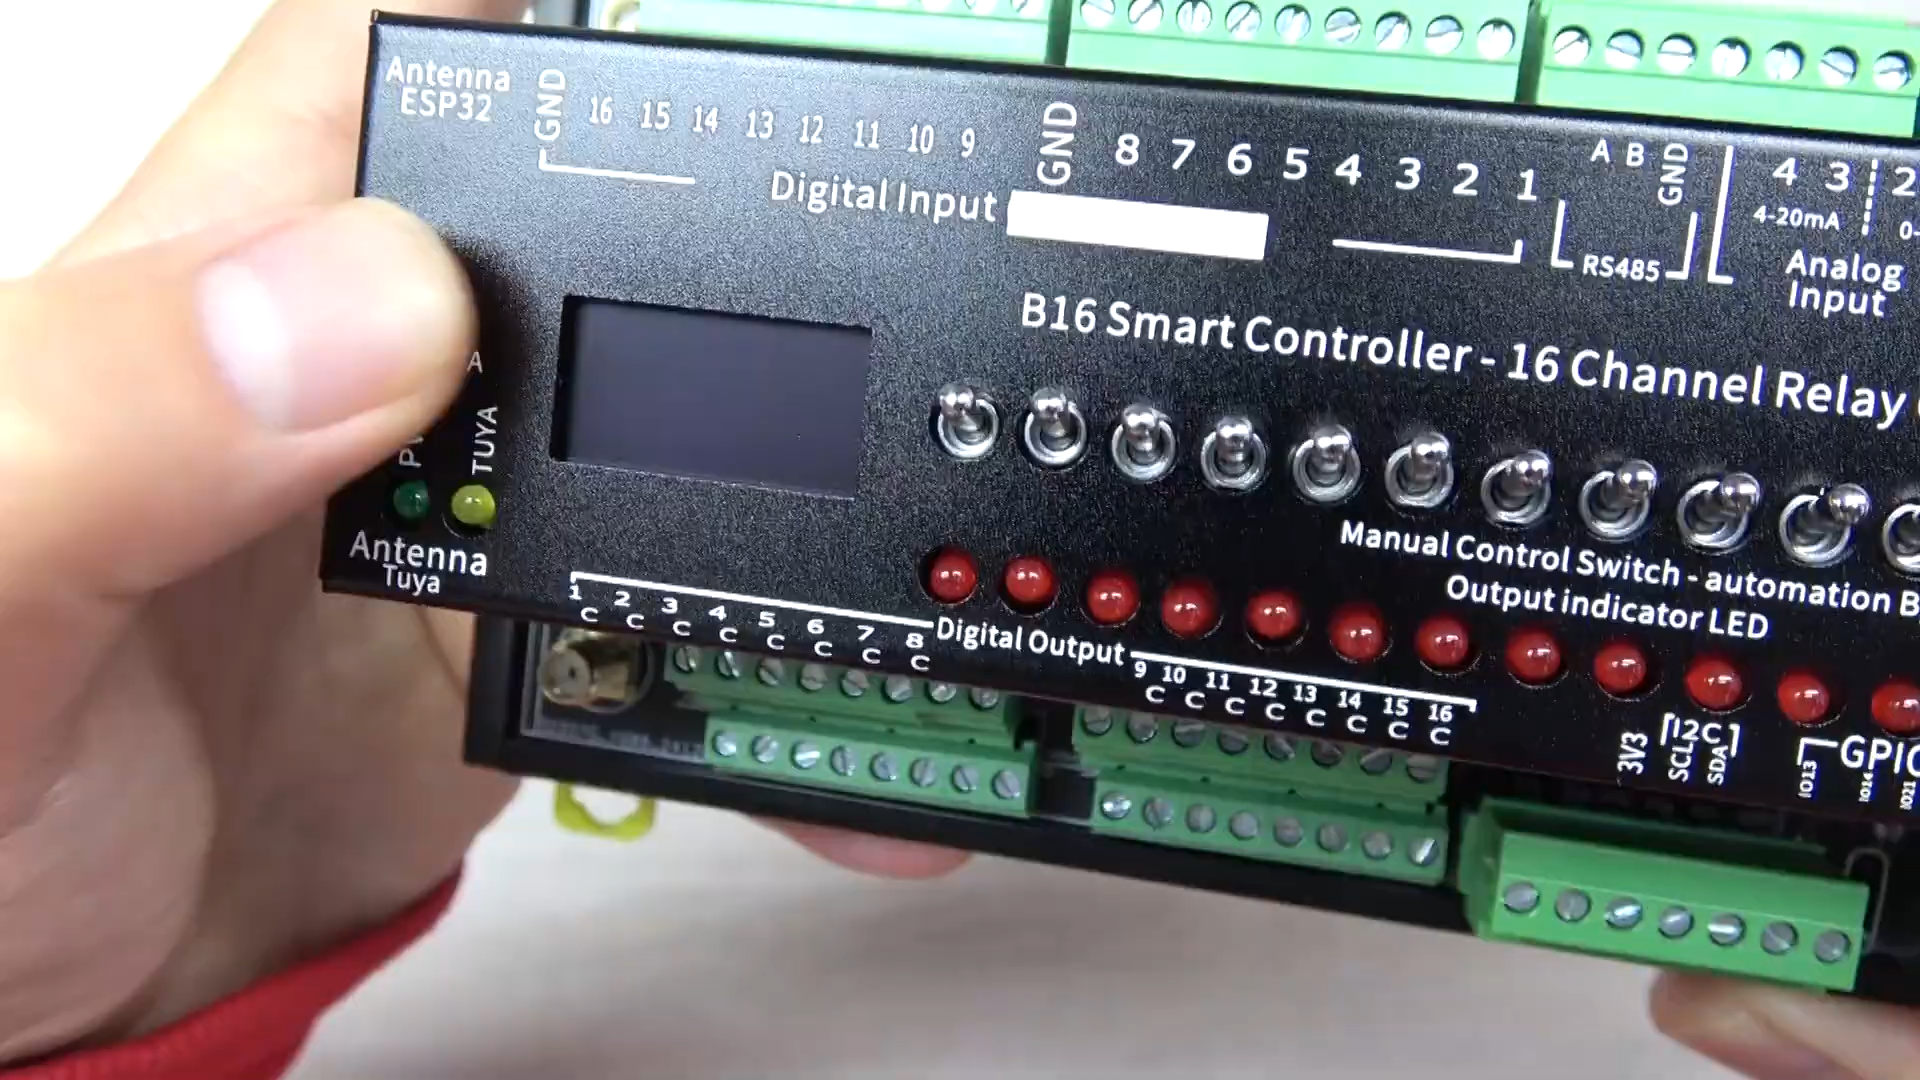 Antenna
ESP32
GND 16 15 14 13 12 11 10 9
GND 8 7 6 5 4 3 2 1
A B GND
4 3 2
4-20mA 0-
Digital Input
RS485
Analog
Input
B16 Smart Controller - 16 Channel Relay
A
TUYA
Manual Control Switch - automation B
Output indicator LED
Antenna
Tuya
1 2 3 4 5 6 7 8
C C C C C C C C
Digital Output
9 10 11 12 13 14 15 16
C C C C C C C C
3V3
I2C
SCL
SDA
GPIO
IO13
IO14
IO21